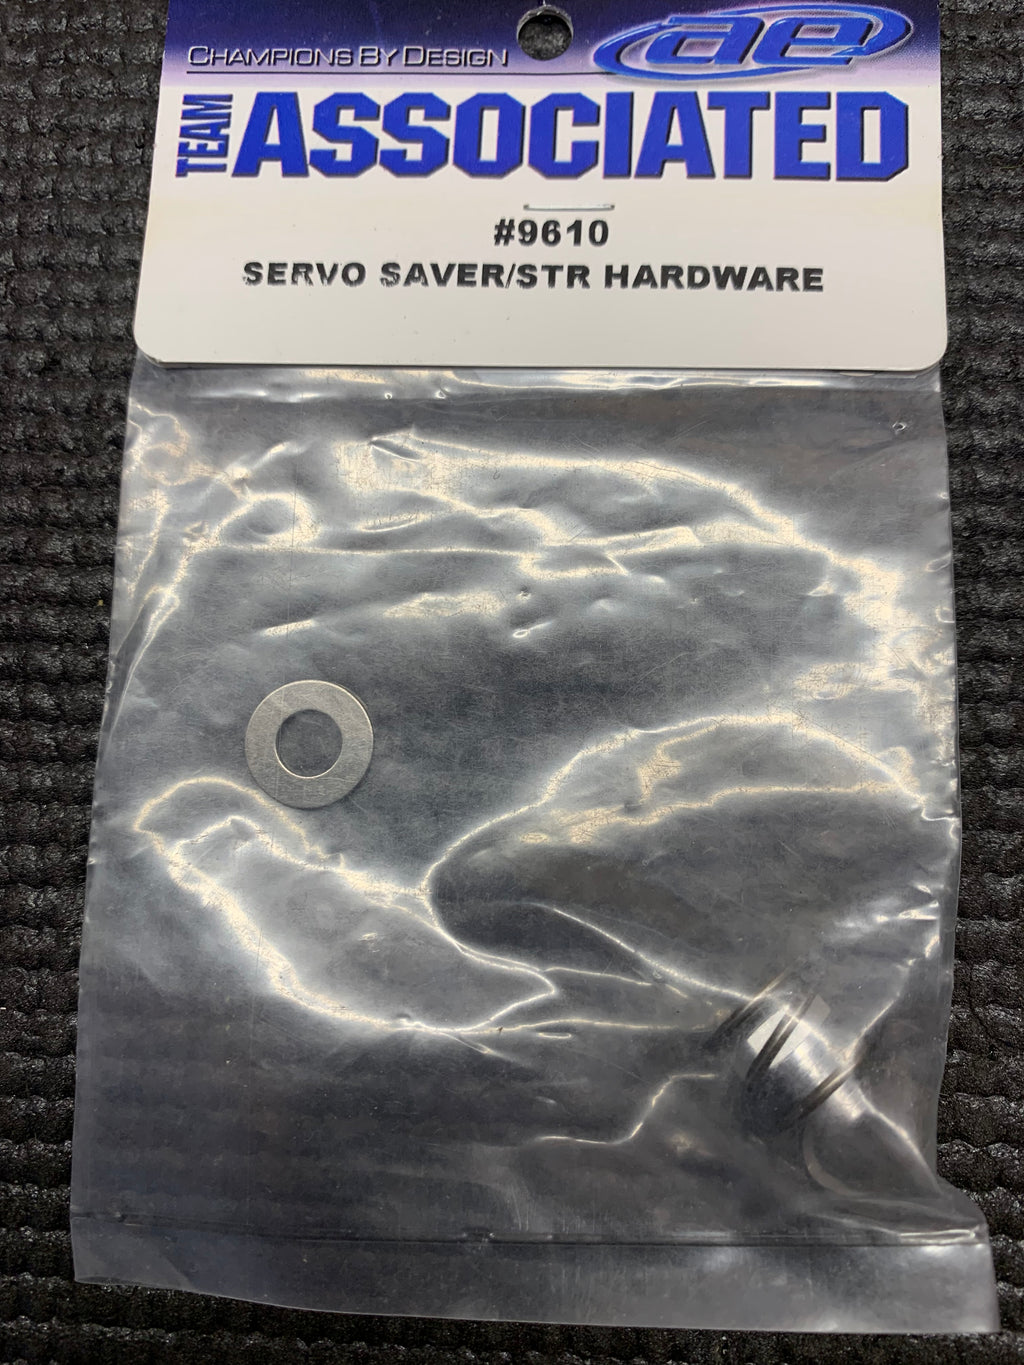 CHAMPIONS BY DESIGN
ae
TEAM ASSOCIATED
#9610
SERVO SAVER/STR HARDWARE